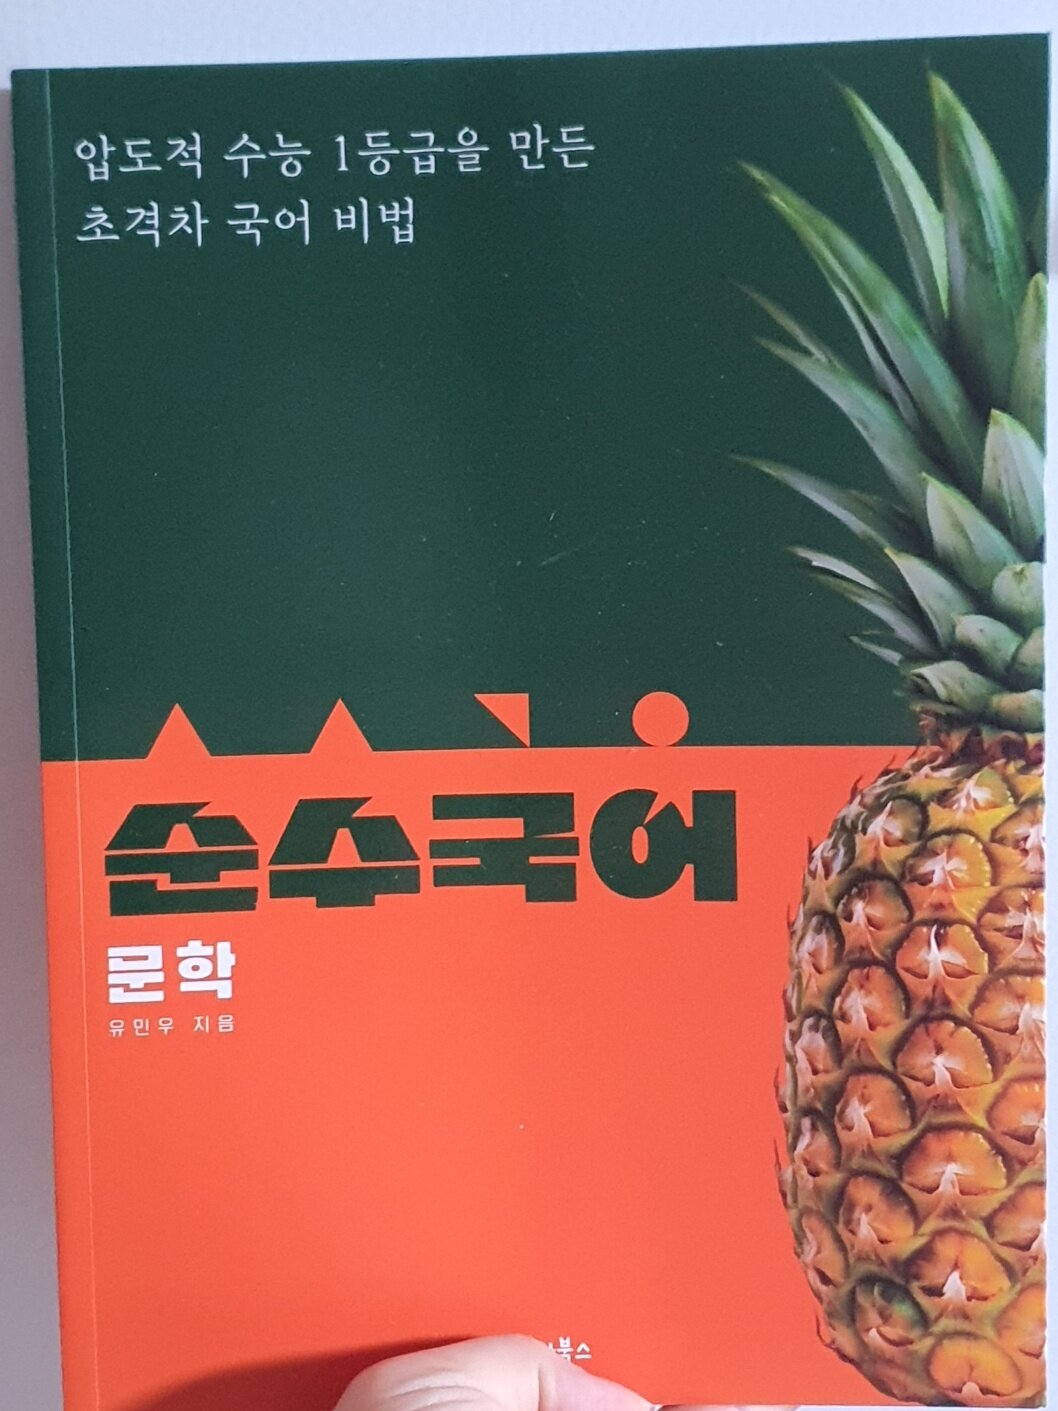 압도적 수능 1등급을 만든
초격차 국어 비법
순수국어
문학
유민우 지음